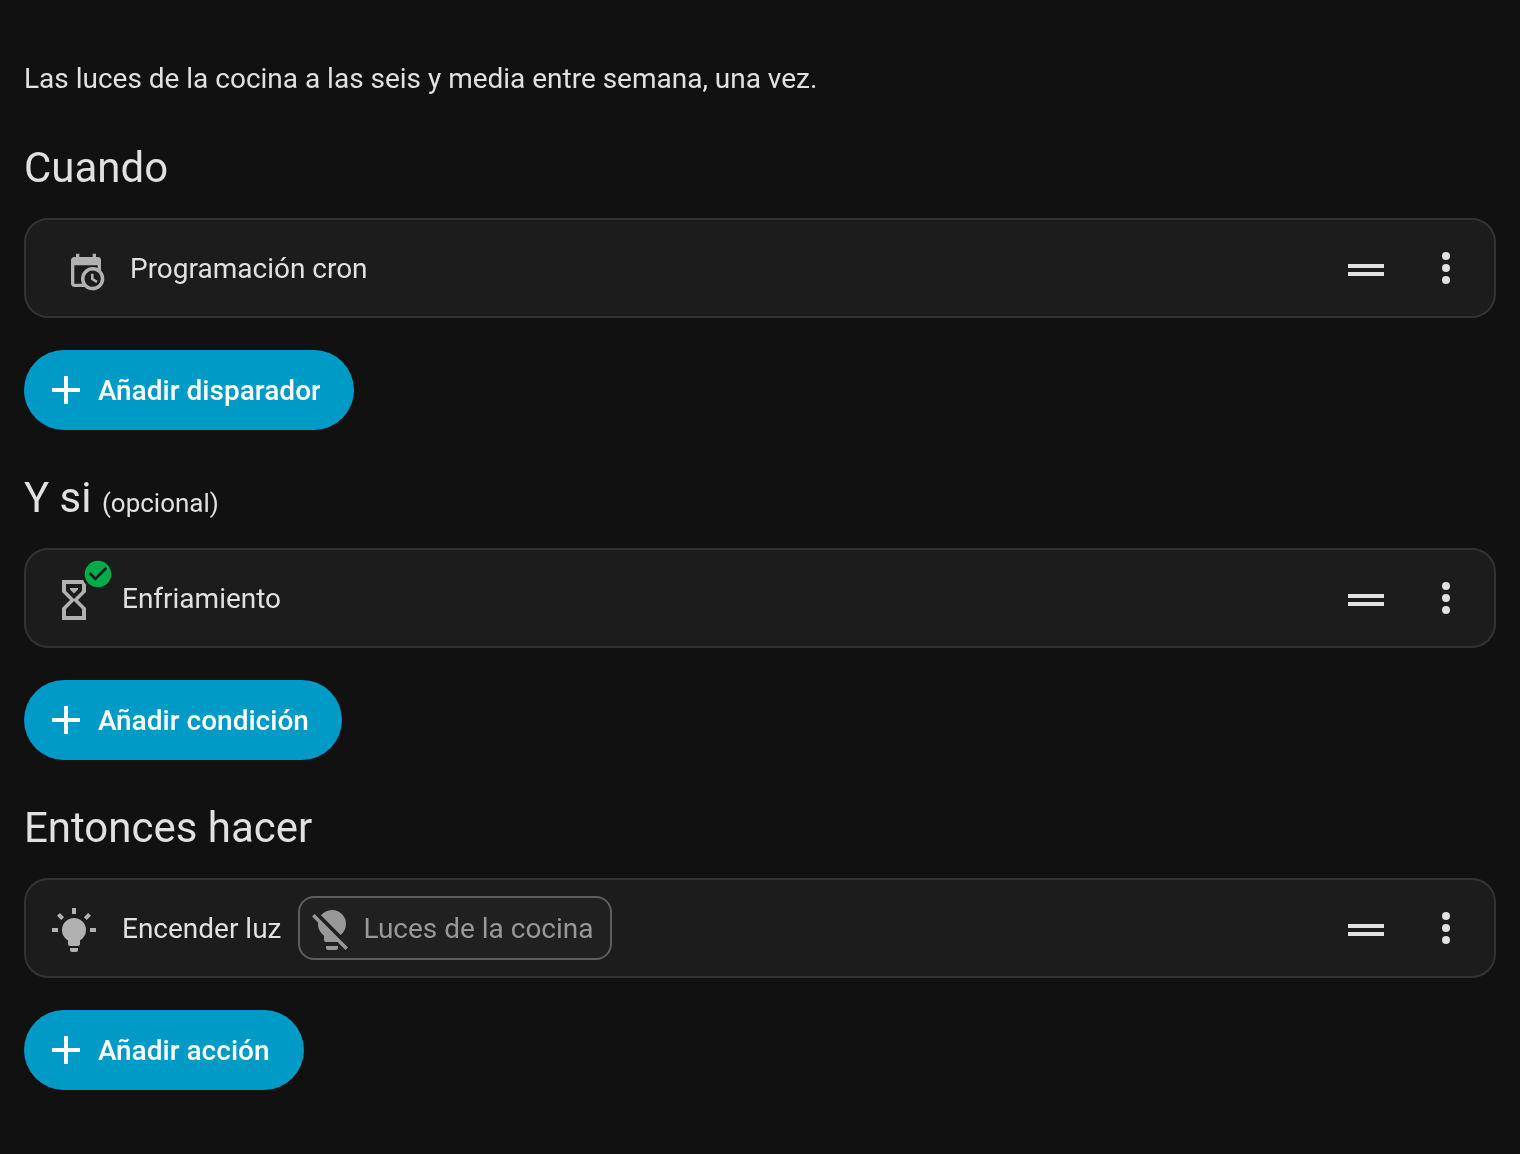 Las luces de la cocina a las seis y media entre semana, una vez.
Cuando
Programación cron
Añadir disparador
Y si (opcional)
Enfriamiento
Añadir condición
Entonces hacer
Encender luz Luces de la cocina
Añadir acción